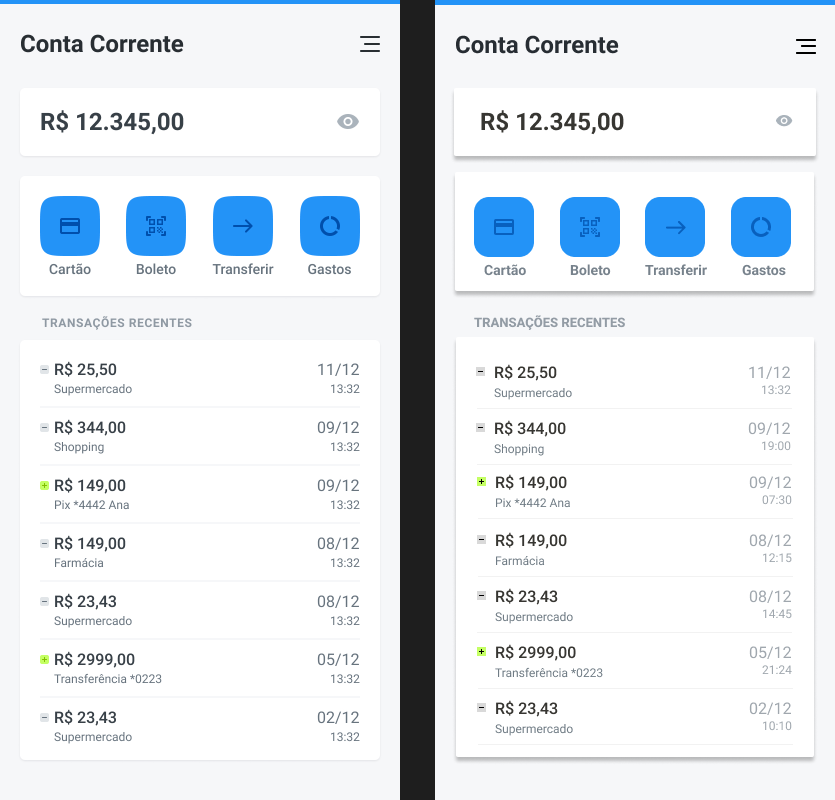 Conta Corrente
R$ 12.345,00
Cartão Boleto Transferir Gastos
TRANSAÇÕES RECENTES
R$ 25,50 11/12
Supermercado 13:32
R$ 344,00 09/12
Shopping 13:32
R$ 149,00 09/12
Pix *4442 Ana 13:32
R$ 149,00 08/12
Farmácia 13:32
R$ 23,43 08/12
Supermercado 13:32
R$ 2999,00 05/12
Transferência *0223 13:32
R$ 23,43 02/12
Supermercado 13:32
Conta Corrente
R$ 12.345,00
Cartão Boleto Transferir Gastos
TRANSAÇÕES RECENTES
R$ 25,50 11/12
Supermercado 13:32
R$ 344,00 09/12
Shopping 19:00
R$ 149,00 09/12
Pix *4442 Ana 07:30
R$ 149,00 08/12
Farmácia 12:15
R$ 23,43 08/12
Supermercado 14:45
R$ 2999,00 05/12
Transferência *0223 21:24
R$ 23,43 02/12
Supermercado 10:10